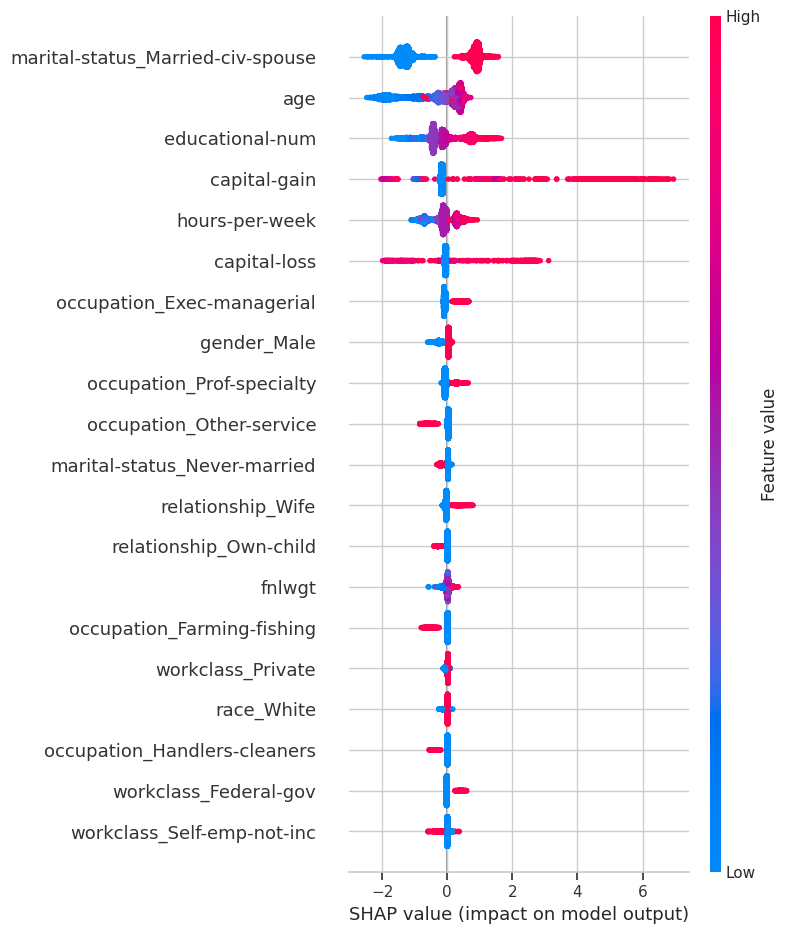 High
marital-status_Married-civ-spouse
age
educational-num
capital-gain
hours-per-week
capital-loss
occupation_Exec-managerial
gender_Male
occupation_Prof-specialty
occupation_Other-service
marital-status_Never-married
relationship_Wife
relationship_Own-child
fnlwgt
occupation_Farming-fishing
workclass_Private
race_White
occupation_Handlers-cleaners
workclass_Federal-gov
workclass_Self-emp-not-inc
Feature value
Low
−2 0 2 4 6
SHAP value (impact on model output)